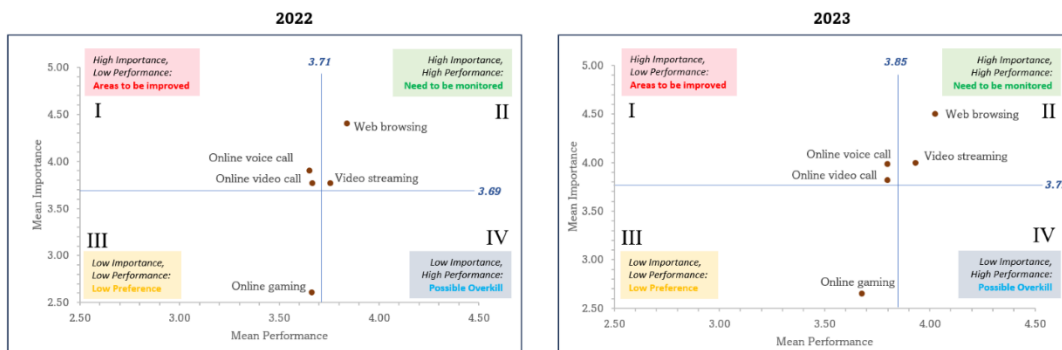 2022
High Importance,
Low Performance:
Areas to be improved
3.71
High Importance,
High Performance:
Need to be monitored
I
II
Web browsing
Online voice call
Online video call
Video streaming
3.69
III
IV
Low Importance,
Low Performance:
Low Preference
Low Importance,
High Performance:
Possible Overkill
Online gaming
5.00
4.50
4.00
3.50
3.00
2.50
Mean Importance
2.50
3.00
3.50
4.00
4.50
Mean Performance
2023
High Importance,
Low Performance:
Areas to be improved
3.85
High Importance,
High Performance:
Need to be monitored
I
II
Web browsing
Online voice call
Online video call
Video streaming
III
IV
Low Importance,
Low Performance:
Low Preference
Low Importance,
High Performance:
Possible Overkill
Online gaming
5.00
4.50
4.00
3.50
3.00
2.50
Mean Importance
2.50
3.00
3.50
4.00
4.50
Mean Performance